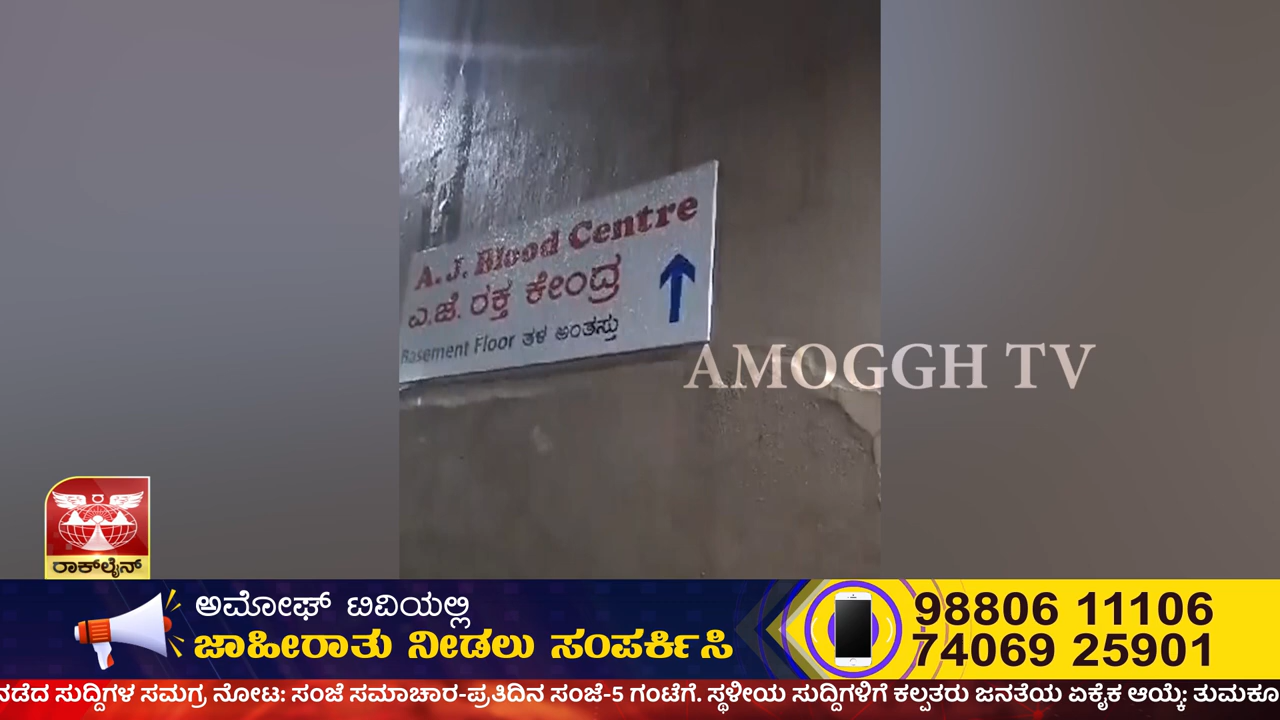 A.J. Blood Centre
ಎ.ಜೆ. ರಕ್ತ ಕೇಂದ್ರ
Basement Floor ತಳ ಅಂತಸ್ತು
AMOGGH TV
ರಾಕ್‌ಲೈನ್
ಅಮೋಘ್ ಟಿವಿಯಲ್ಲಿ
ಜಾಹೀರಾತು ನೀಡಲು ಸಂಪರ್ಕಿಸಿ
98806 11106
74069 25901
ನಡೆದ ಸುದ್ದಿಗಳ ಸಮಗ್ರ ನೋಟ: ಸಂಜೆ ಸಮಾಚಾರ-ಪ್ರತಿದಿನ ಸಂಜೆ-5 ಗಂಟೆಗೆ. ಸ್ಥಳೀಯ ಸುದ್ದಿಗಳಿಗೆ ಕಲ್ಪತರು ಜನತೆಯ ಏಕೈಕ ಆಯ್ಕೆ: ತುಮಕೂ